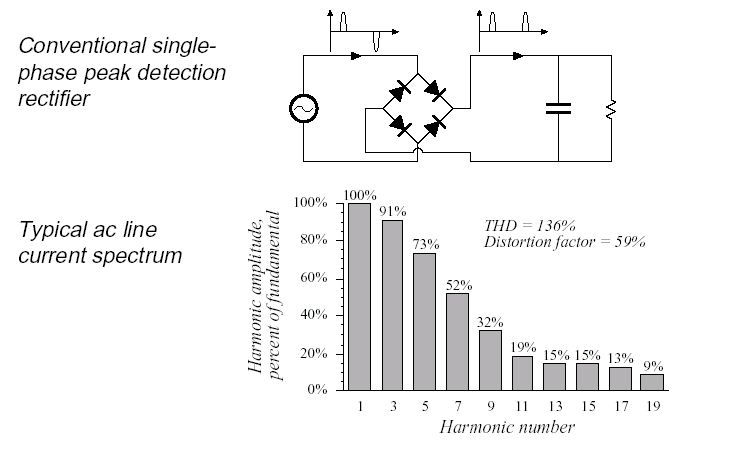 Conventional single-
phase peak detection
rectifier
Typical ac line
current spectrum
THD = 136%
Distortion factor = 59%
Harmonic amplitude,
percent of fundamental
100%
80%
60%
40%
20%
0%
100%
91%
73%
52%
32%
19%
15%
15%
13%
9%
1 3 5 7 9 11 13 15 17 19
Harmonic number